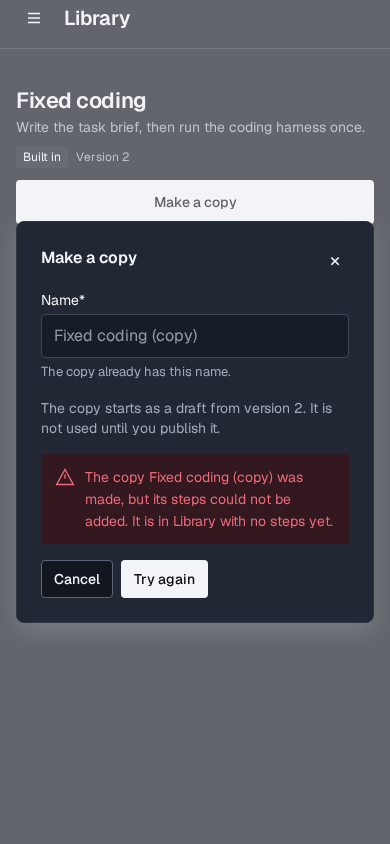 Library
Fixed coding
Write the task brief, then run the coding harness once.
Built in Version 2
Make a copy
Make a copy
Name*
Fixed coding (copy)
The copy already has this name.
The copy starts as a draft from version 2. It is
not used until you publish it.
The copy Fixed coding (copy) was
made, but its steps could not be
added. It is in Library with no steps yet.
Cancel Try again